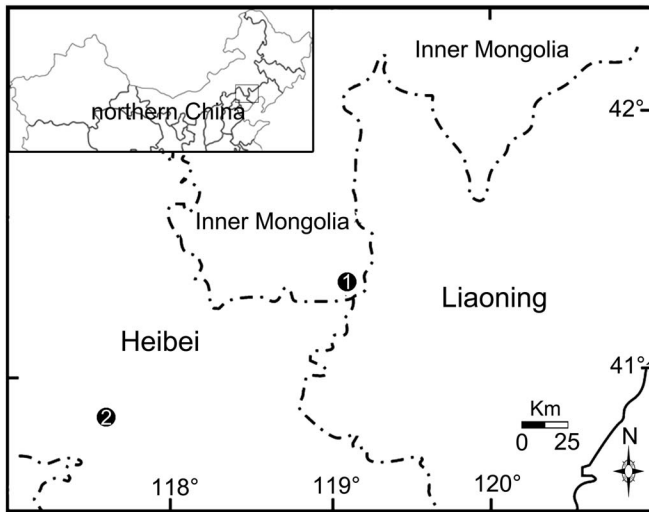 Inner Mongolia
northern China
42°
Inner Mongolia
1
Liaoning
Heibei
41°
2
Km
0 25
N
118°
119°
120°